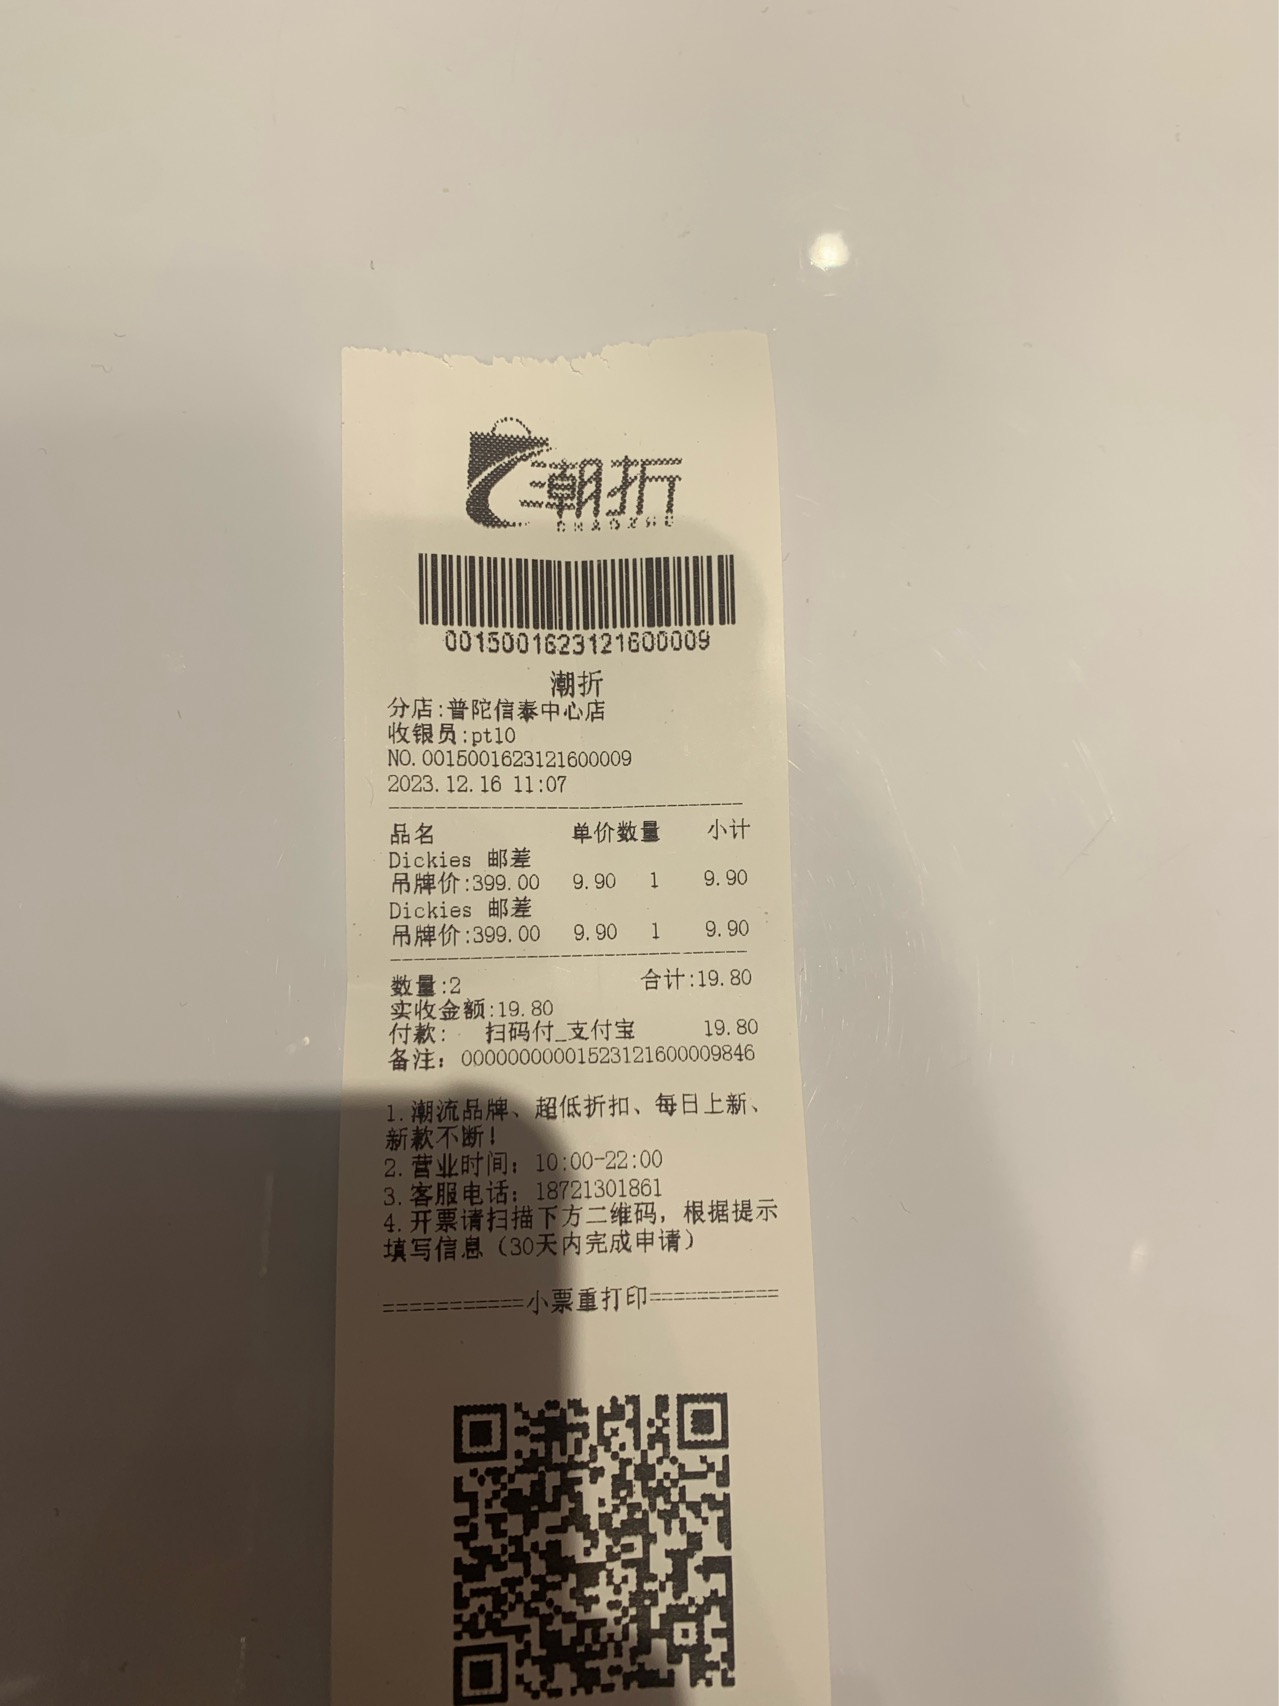 潮折
CHAOZHE
0015001623121600009
潮折
分店:普陀信泰中心店
收银员:pt10
NO.0015001623121600009
2023.12.16 11:07
品名 单价数量 小计
Dickies 邮差
吊牌价:399.00 9.90 1 9.90
Dickies 邮差
吊牌价:399.00 9.90 1 9.90
数量:2 合计:19.80
实收金额:19.80
付款: 扫码付_支付宝 19.80
备注: 000000000001523121600009846
1.潮流品牌、超低折扣、每日上新、
新款不断!
2.营业时间: 10:00-22:00
3.客服电话: 18721301861
4.开票请扫描下方二维码,根据提示
填写信息(30天内完成申请)
===========小票重打印===========